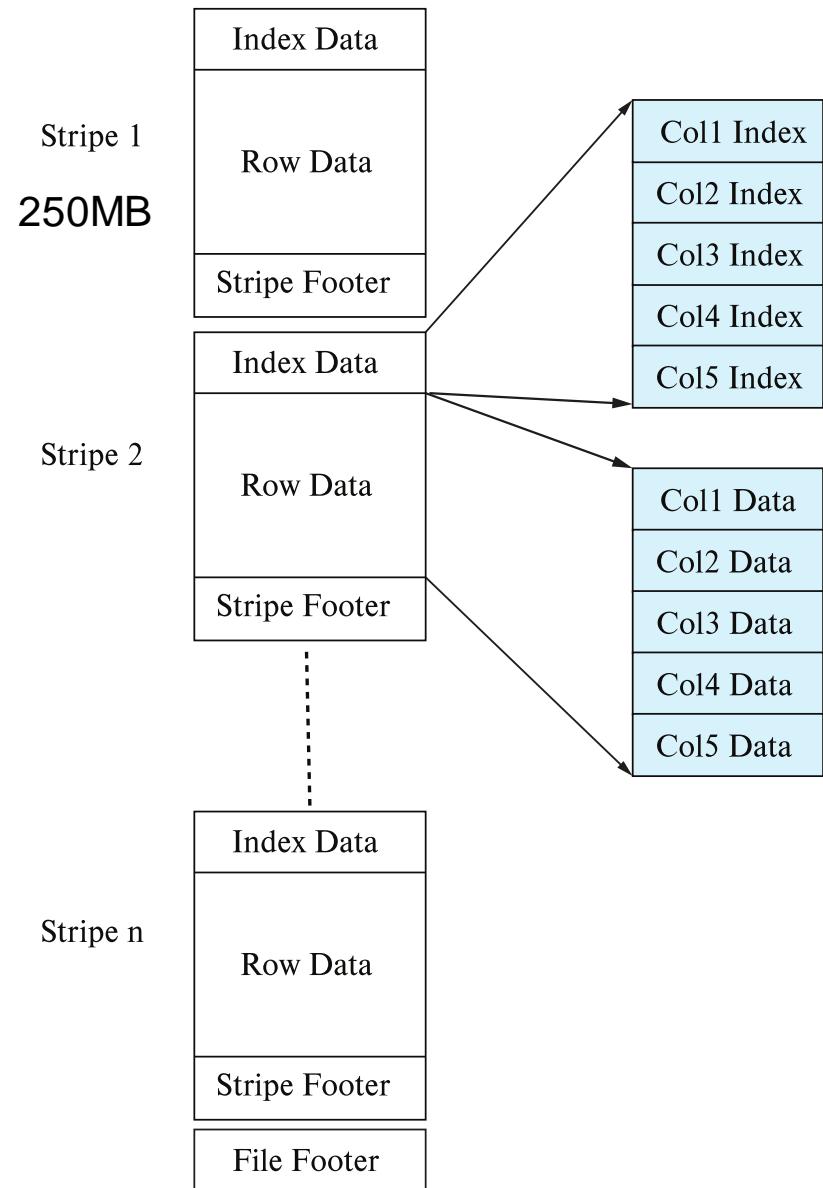 Index Data
Stripe 1
Row Data
250MB
Stripe Footer
Index Data
Stripe 2
Row Data
Stripe Footer
Col1 Index
Col2 Index
Col3 Index
Col4 Index
Col5 Index
Col1 Data
Col2 Data
Col3 Data
Col4 Data
Col5 Data
Index Data
Stripe n
Row Data
Stripe Footer
File Footer